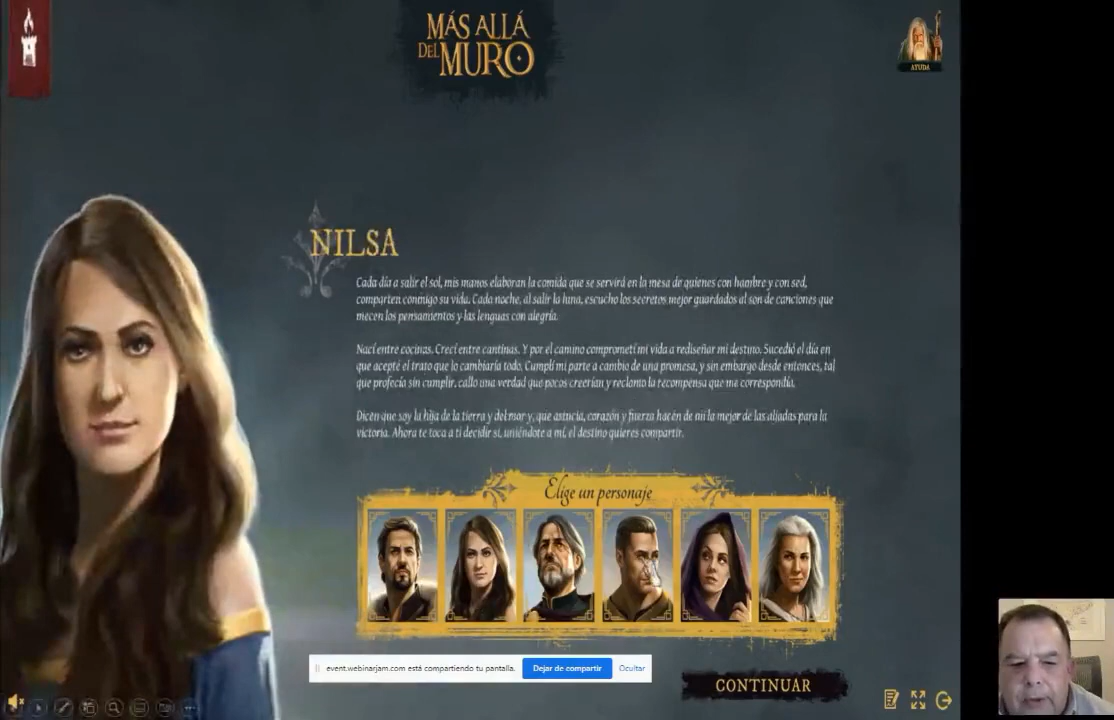 MÁS ALLÁ
DEL MURO
AYUDA
NILSA
Cada día a salir el sol, mis manos elaboran la comida que se servirá en la mesa de quienes con hambre y con sed,
comparten conmigo su vida. Cada noche, al salir la luna, escucho los secretos mejor guardados al son de canciones que
mecen los pensamientos y las lenguas con alegría.
Nací entre cocinas. Crecí entre cantinas. Y por el camino comprometí mi vida a rediseñar mi destino. Sucedió el día en
que acepté el trato que lo cambiaría todo. Cumplí mi parte a cambio de una promesa, y sin embargo desde entonces, tal
que profecía sin cumplir, callo una verdad que pocos creerían y reclamo la recompensa que me correspondía.
Dicen que soy la hija de la tierra y del mar y, que astucia, corazón y fuerza hacen de mí la mejor de las aliadas para la
victoria. Ahora te toca a ti decidir si, uniéndote a mí, el destino quieres compartir.
Elige un personaje
event.webinarjam.com está compartiendo tu pantalla.
Dejar de compartir
Ocultar
CONTINUAR